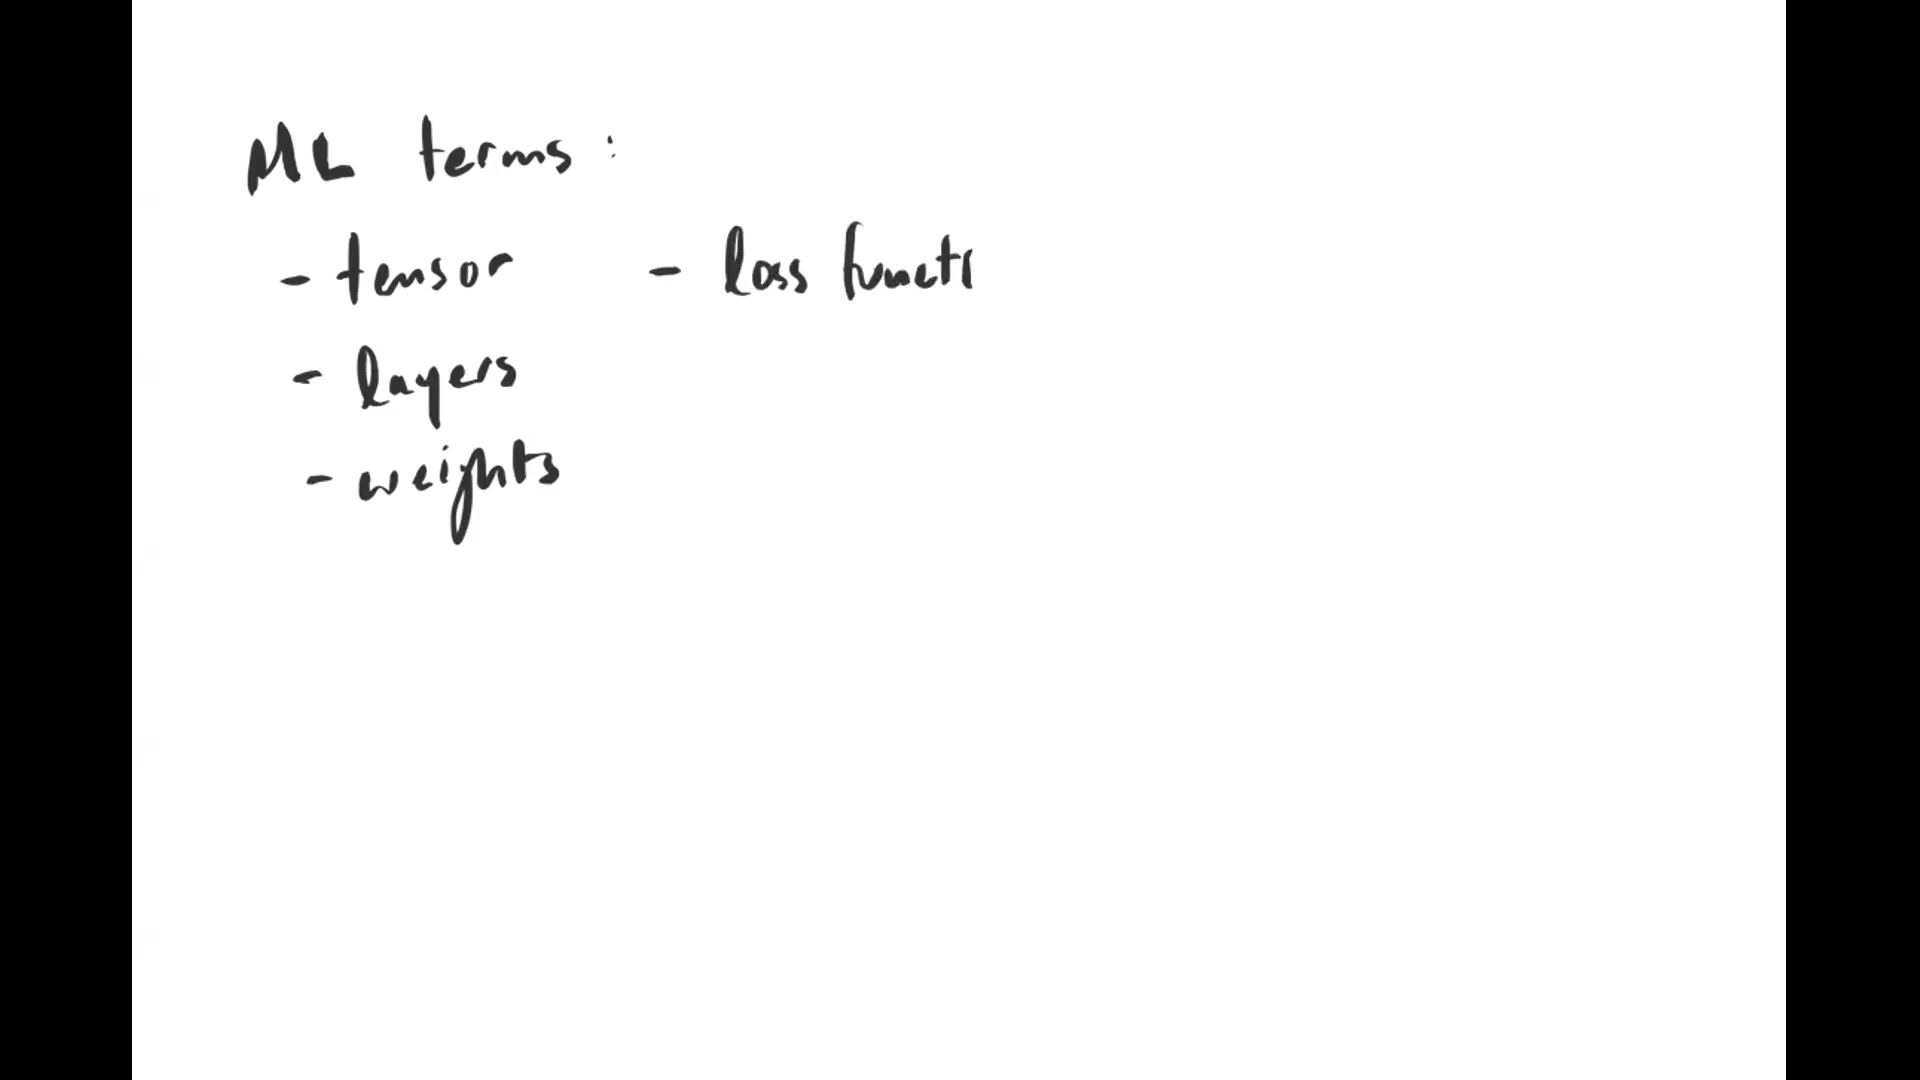 ML terms:
- tensor
- layers
- weights
- loss functi